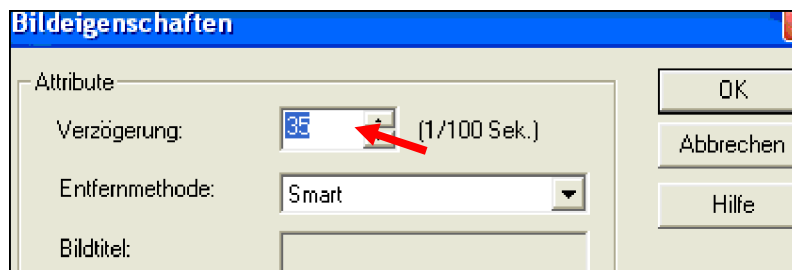 Bildeigenschaften
Attribute
Verzögerung: 35 (1/100 Sek.)
Entfernmethode: Smart
Bildtitel:
OK
Abbrechen
Hilfe